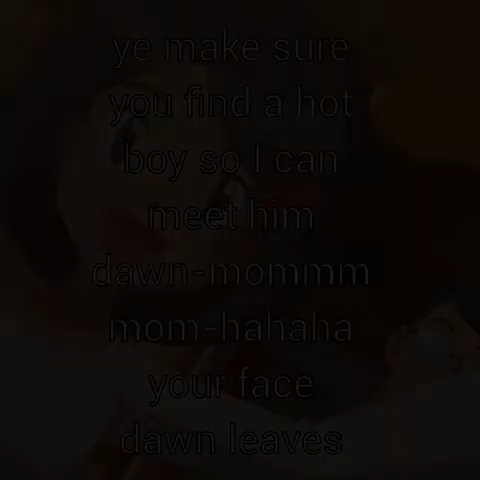 ye make sure
you find a hot
boy so I can
meet him
dawn-mommm
mom-hahaha
your face
dawn leaves